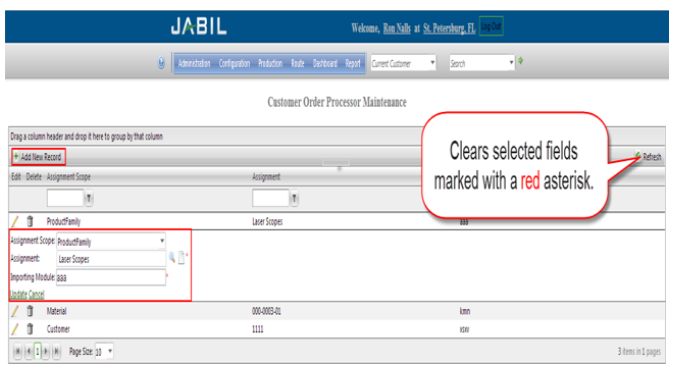 JABIL
Welcome, Ron Nalls at St. Petersburg, FL Log Out
Administration Configuration Production Route Dashboard Report Current Customer Search
Customer Order Processor Maintenance
Drag a column header and drop it here to group by that column
Add New Record Refresh
Clears selected fields
marked with a red asterisk.
Edit Delete Assignment Scope Assignment
ProductFamily Laser Scopes aaa
Assignment Scope: ProductFamily
Assignment: Laser Scopes *
Importing Module: aaa *
Update Cancel
Material 000-0003-01 kmn
Customer 1111
1 Page Size: 10 3 items in 1 pages